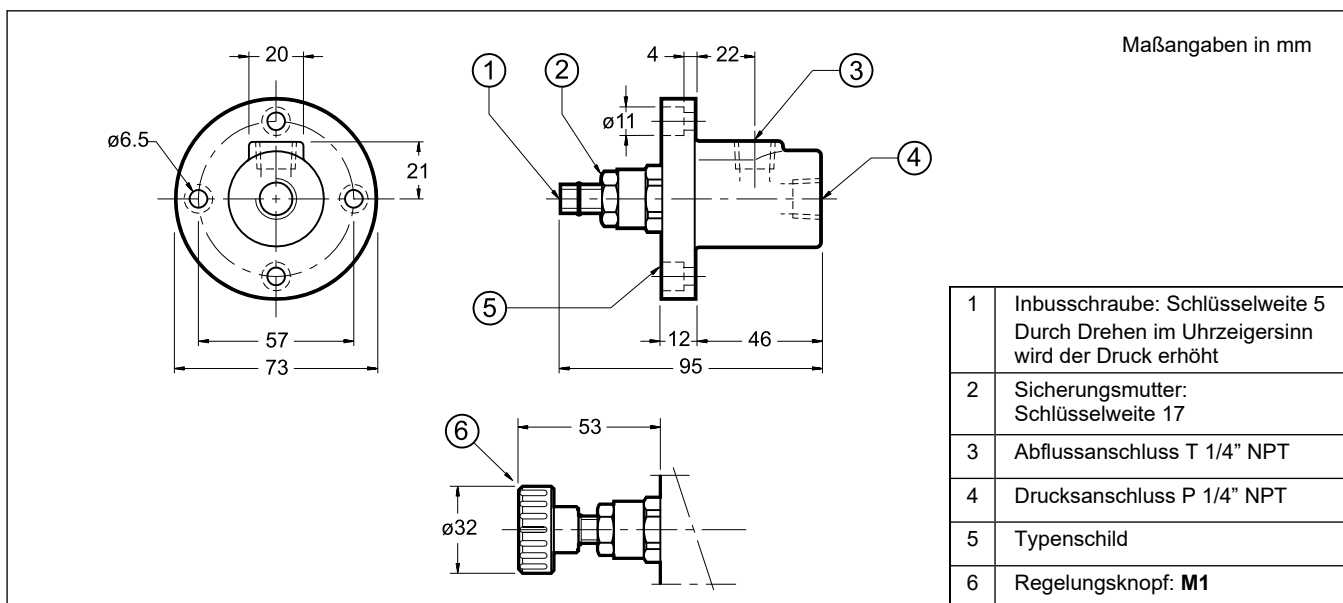 Maßangaben in mm
20
ø6.5
21
57
73
1
2
4
22
3
ø11
4
5
12
46
95
6
53
ø32
1 Inbusschraube: Schlüsselweite 5
Durch Drehen im Uhrzeigersinn
wird der Druck erhöht
2 Sicherungsmutter:
Schlüsselweite 17
3 Abflussanschluss T 1/4” NPT
4 Drucksanschluss P 1/4” NPT
5 Typenschild
6 Regelungsknopf: M1